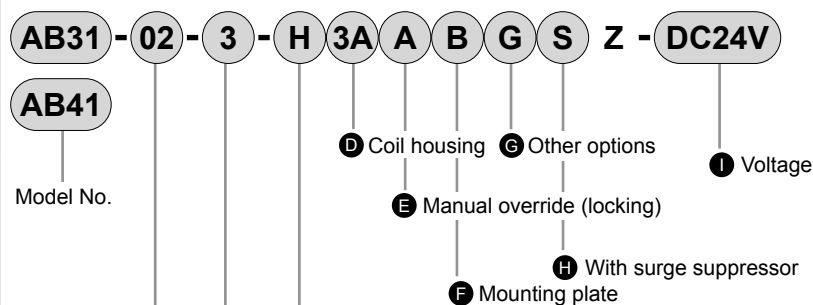 AB31 - 02 - 3 - H 3A A B G S Z - DC24V
AB41
D Coil housing G Other options
I Voltage
Model No.
E Manual override (locking)
H With surge suppressor
F Mounting plate